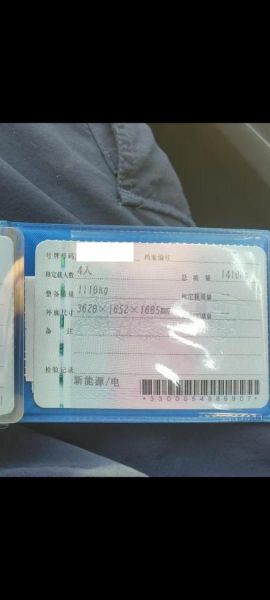 号牌号码 档案编号
核定载人数 4人 总质量 1418kg
整备质量 1118kg 核定载质量 --
外廓尺寸 3620×1652×1605mm
备注
检验记录
新能源/电